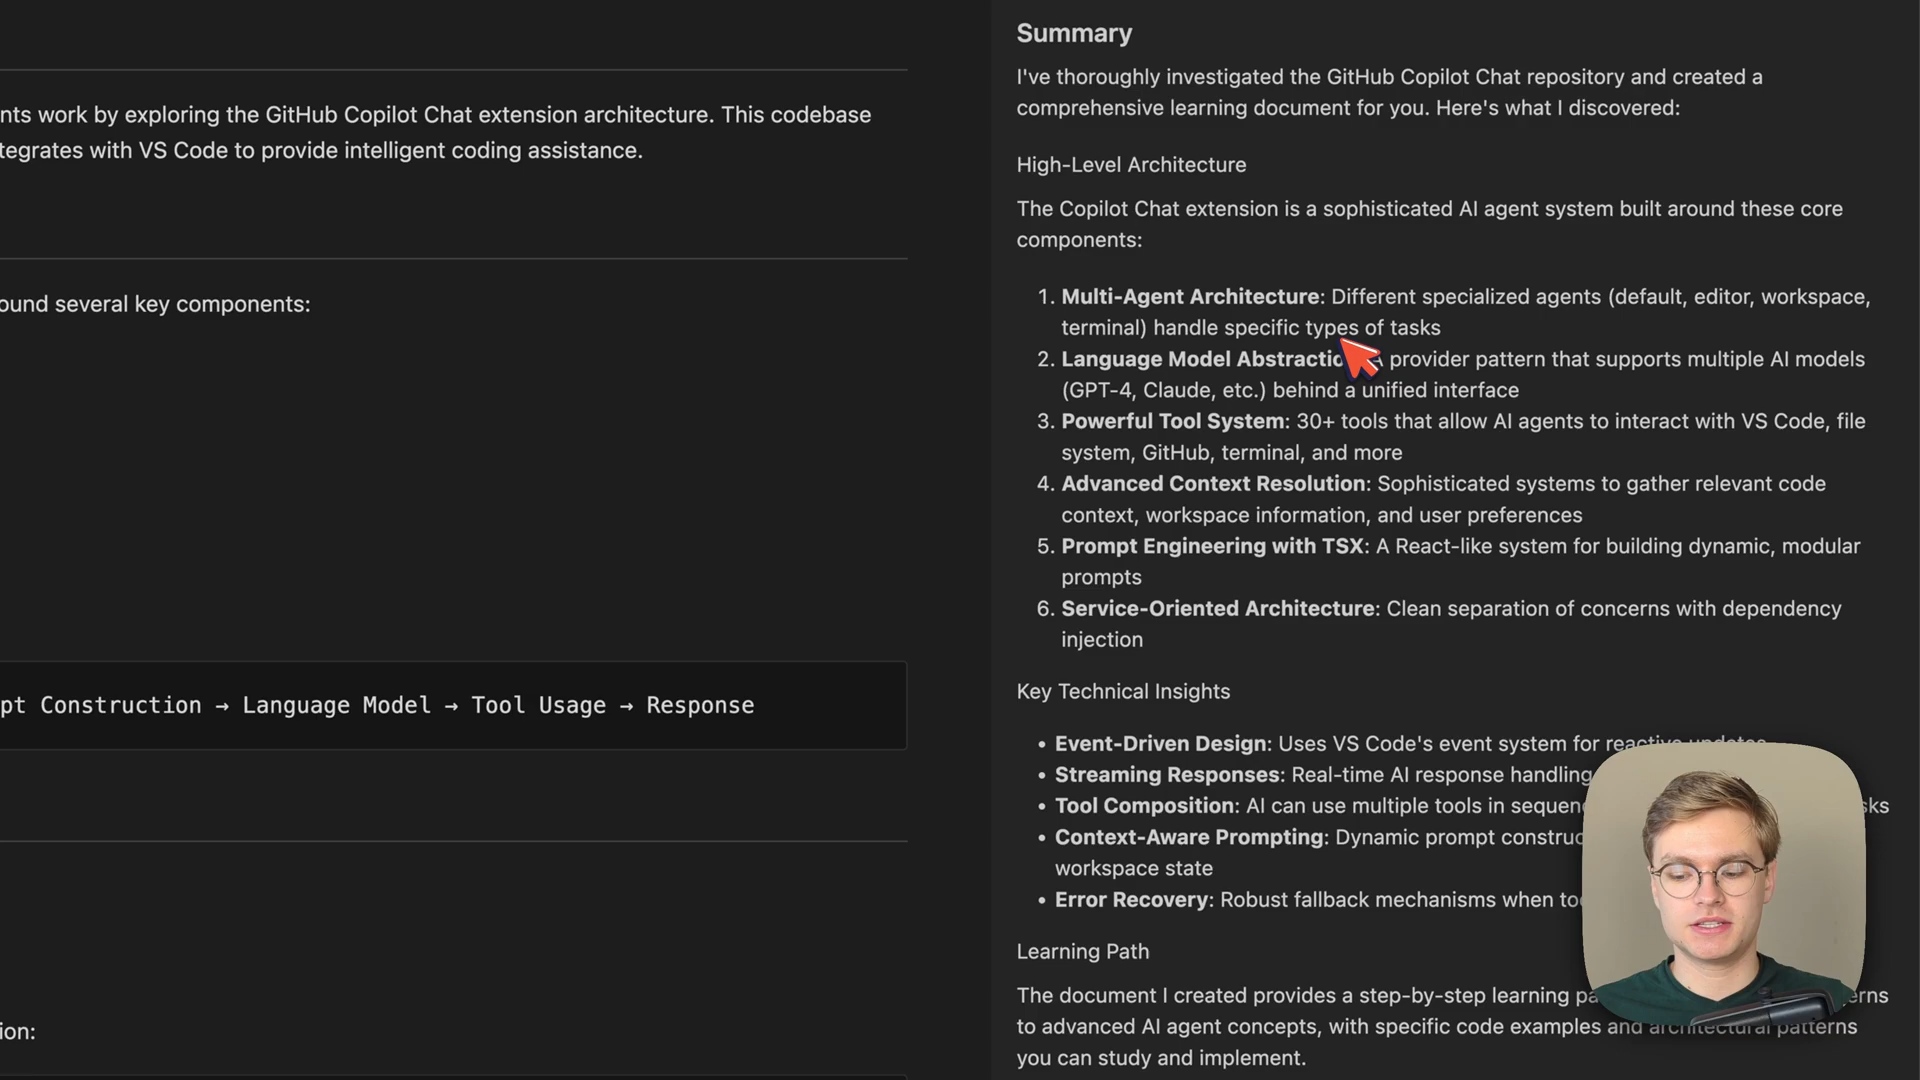 nts work by exploring the GitHub Copilot Chat extension architecture. This codebase
tegrates with VS Code to provide intelligent coding assistance.
ound several key components:
pt Construction → Language Model → Tool Usage → Response
ion:
Summary
I've thoroughly investigated the GitHub Copilot Chat repository and created a
comprehensive learning document for you. Here's what I discovered:
High-Level Architecture
The Copilot Chat extension is a sophisticated AI agent system built around these core
components:
1. Multi-Agent Architecture: Different specialized agents (default, editor, workspace,
terminal) handle specific types of tasks
2. Language Model Abstractio A provider pattern that supports multiple AI models
(GPT-4, Claude, etc.) behind a unified interface
3. Powerful Tool System: 30+ tools that allow AI agents to interact with VS Code, file
system, GitHub, terminal, and more
4. Advanced Context Resolution: Sophisticated systems to gather relevant code
context, workspace information, and user preferences
5. Prompt Engineering with TSX: A React-like system for building dynamic, modular
prompts
6. Service-Oriented Architecture: Clean separation of concerns with dependency
injection
Key Technical Insights
• Event-Driven Design: Uses VS Code's event system for reactive updates
• Streaming Responses: Real-time AI response handling
• Tool Composition: AI can use multiple tools in sequen sks
• Context-Aware Prompting: Dynamic prompt construc
workspace state
• Error Recovery: Robust fallback mechanisms when too
Learning Path
The document I created provides a step-by-step learning pa erns
to advanced AI agent concepts, with specific code examples and architectural patterns
you can study and implement.